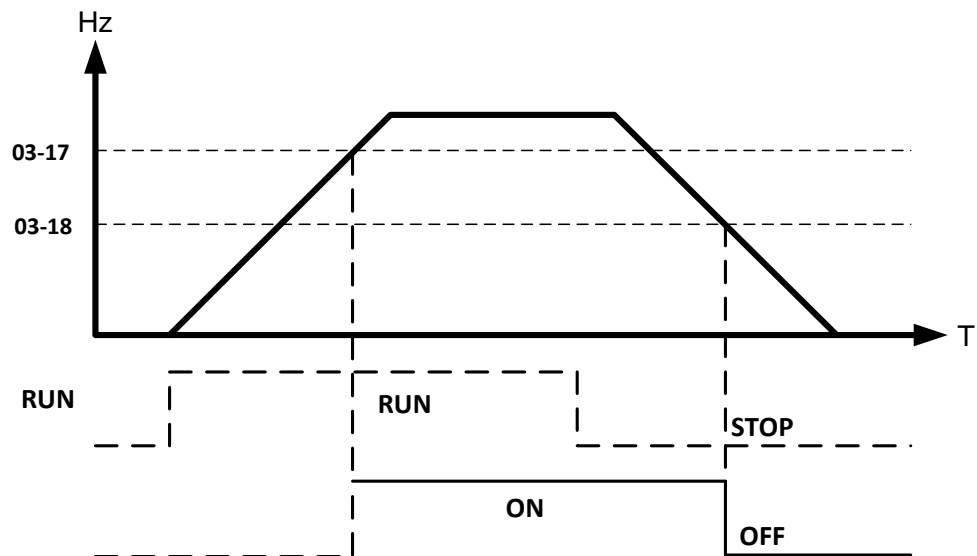 Hz
03-17
03-18
T
RUN
RUN
STOP
ON
OFF